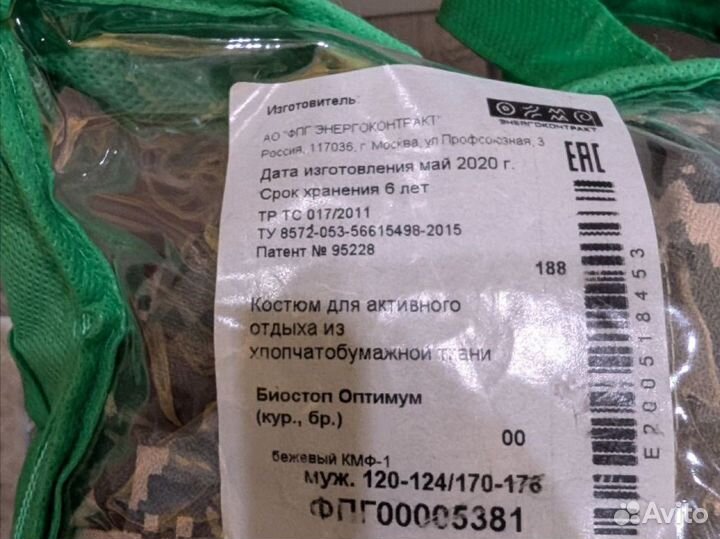 Изготовитель
ЭНЕРГОКОНТРАКТ
АО "ФПГ ЭНЕРГОКОНТРАКТ"
Россия, 117036, г. Москва, ул Профсоюзная, 3
Дата изготовления май 2020 г.
Срок хранения 6 лет
ТР ТС 017/2011
ТУ 8572-053-56615498-2015
Патент № 95228
EAC
188
Костюм для активного
отдыха из
хлопчатобумажной ткани
Биостоп Оптимум
(кур., бр.)
00
бежевый КМФ-1
муж. 120-124/170-176
ФПГ00005381
E200518453
Avito